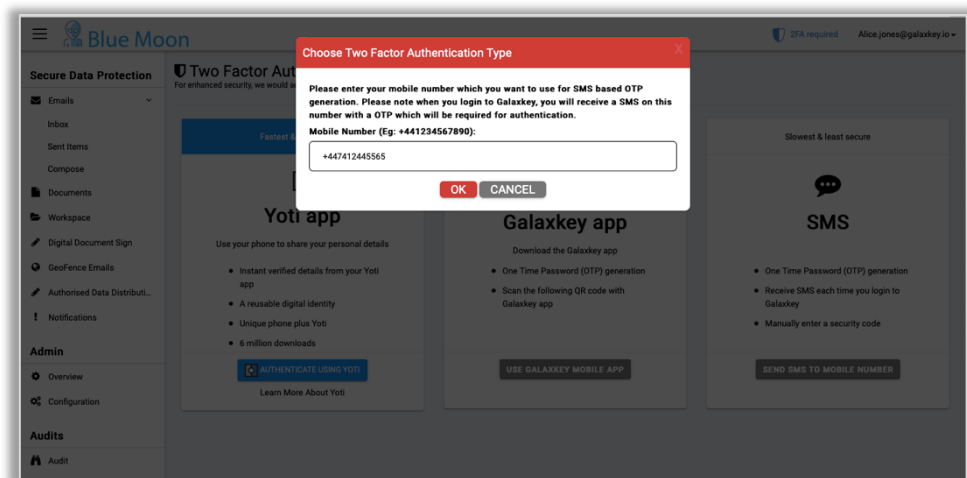 Blue Moon
2FA required
Alice.jones@galaxkey.io
Choose Two Factor Authentication Type
X
Please enter your mobile number which you want to use for SMS based OTP
generation. Please note when you login to Galaxkey, you will receive a SMS on this
number with a OTP which will be required for authentication.
Mobile Number (Eg: +441234567890):
+447412445565
OK
CANCEL
Secure Data Protection
Emails
Inbox
Sent Items
Compose
Documents
Workspace
Digital Document Sign
GeoFence Emails
Authorised Data Distributi...
Notifications
Admin
Overview
Configuration
Audits
Audit
Two Factor Aut
For enhanced security, we would a
Fastest &
Yoti app
Use your phone to share your personal details
Instant verified details from your Yoti
app
A reusable digital identity
Unique phone plus Yoti
6 million downloads
AUTHENTICATE USING YOTI
Learn More About Yoti
Galaxkey app
Download the Galaxkey app
One Time Password (OTP) generation
Scan the following QR code with
Galaxkey app
USE GALAXKEY MOBILE APP
Slowest & least secure
SMS
One Time Password (OTP) generation
Receive SMS each time you login to
Galaxkey
Manually enter a security code
SEND SMS TO MOBILE NUMBER